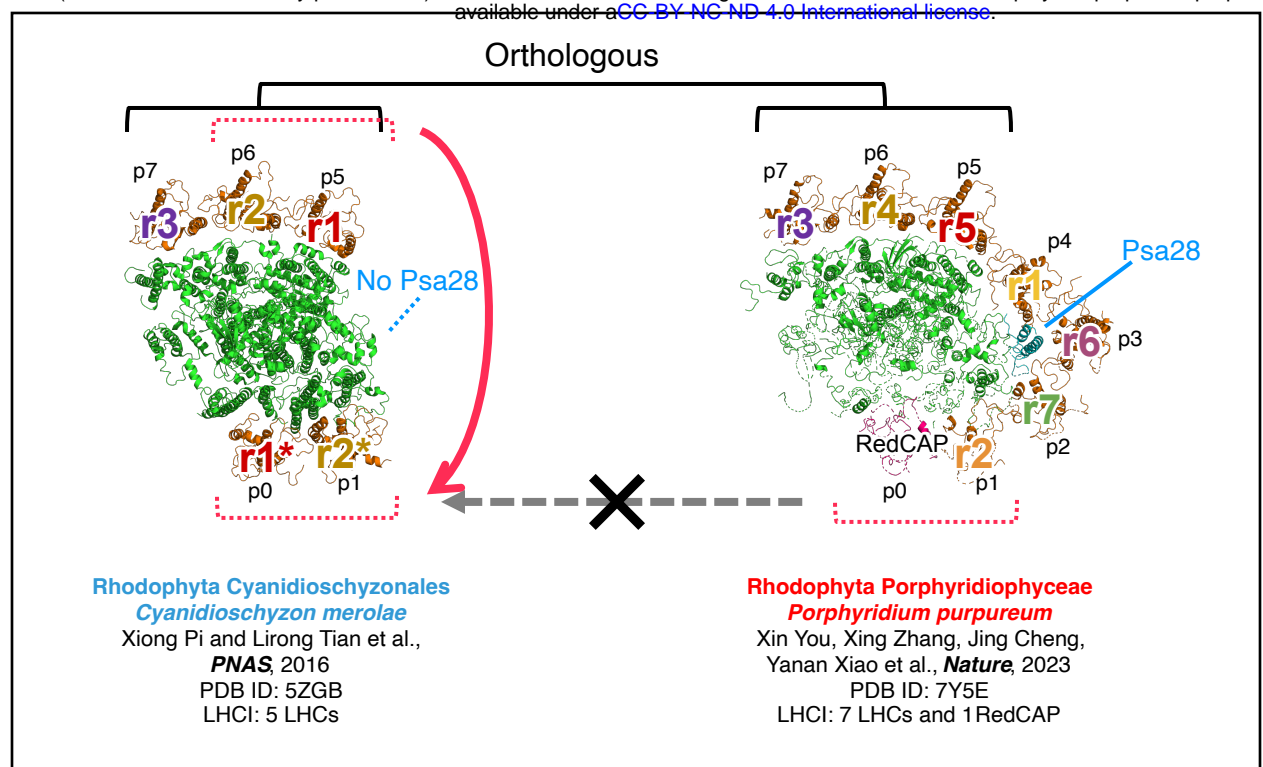 available under aCC-BY-NC-ND 4.0 International license.
Orthologous
p7
p6
p5
r3
r2
r1
No Psa28
r1*
r2*
p0
p1
p7
p6
p5
p4
r3
r4
r5
r1
Psa28
r6
p3
r7
p2
RedCAP
r2
p0
p1
Rhodophyta Cyanidioschyzonales
Cyanidioschyzon merolae
Xiong Pi and Lirong Tian et al.,
PNAS, 2016
PDB ID: 5ZGB
LHCI: 5 LHCs
Rhodophyta Porphyridiophyceae
Porphyridium purpureum
Xin You, Xing Zhang, Jing Cheng,
Yanan Xiao et al., Nature, 2023
PDB ID: 7Y5E
LHCI: 7 LHCs and 1RedCAP